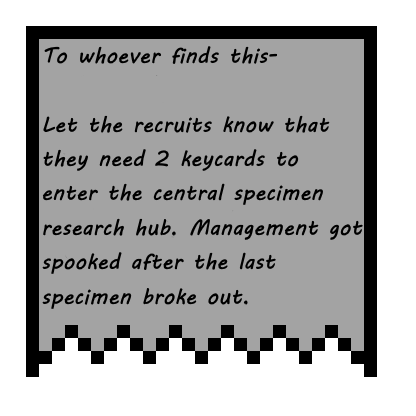 To whoever finds this-
Let the recruits know that
they need 2 keycards to
enter the central specimen
research hub. Management got
spooked after the last
specimen broke out.